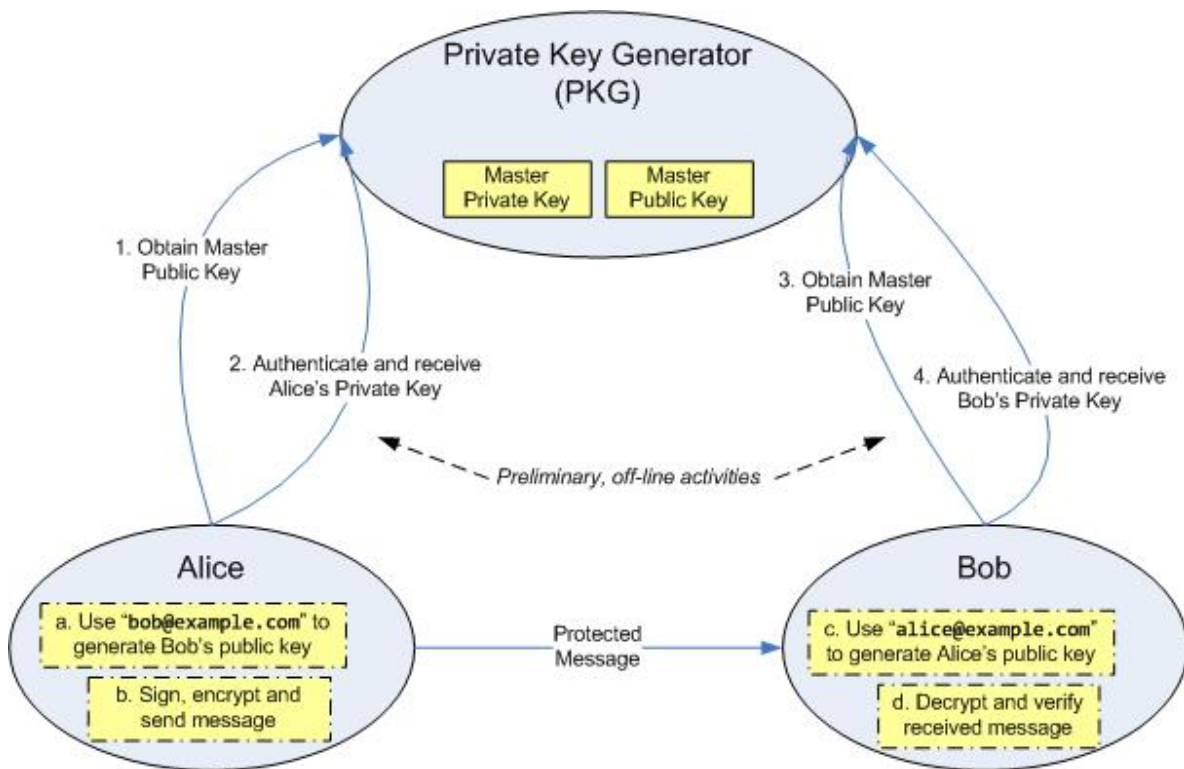 Private Key Generator
(PKG)
Master
Private Key
Master
Public Key
1. Obtain Master
Public Key
2. Authenticate and receive
Alice's Private Key
3. Obtain Master
Public Key
4. Authenticate and receive
Bob's Private Key
Preliminary, off-line activities
Alice
a. Use “bob@example.com” to
generate Bob's public key
b. Sign, encrypt and
send message
Protected
Message
Bob
c. Use “alice@example.com”
to generate Alice's public key
d. Decrypt and verify
received message